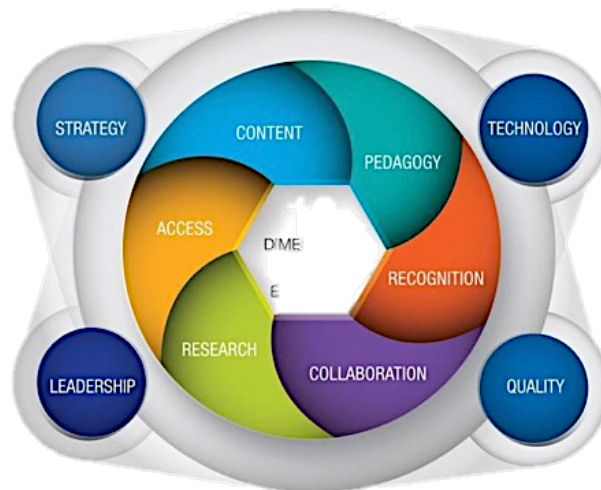 STRATEGY
TECHNOLOGY
CONTENT
PEDAGOGY
ACCESS
RECOGNITION
RESEARCH
COLLABORATION
LEADERSHIP
QUALITY